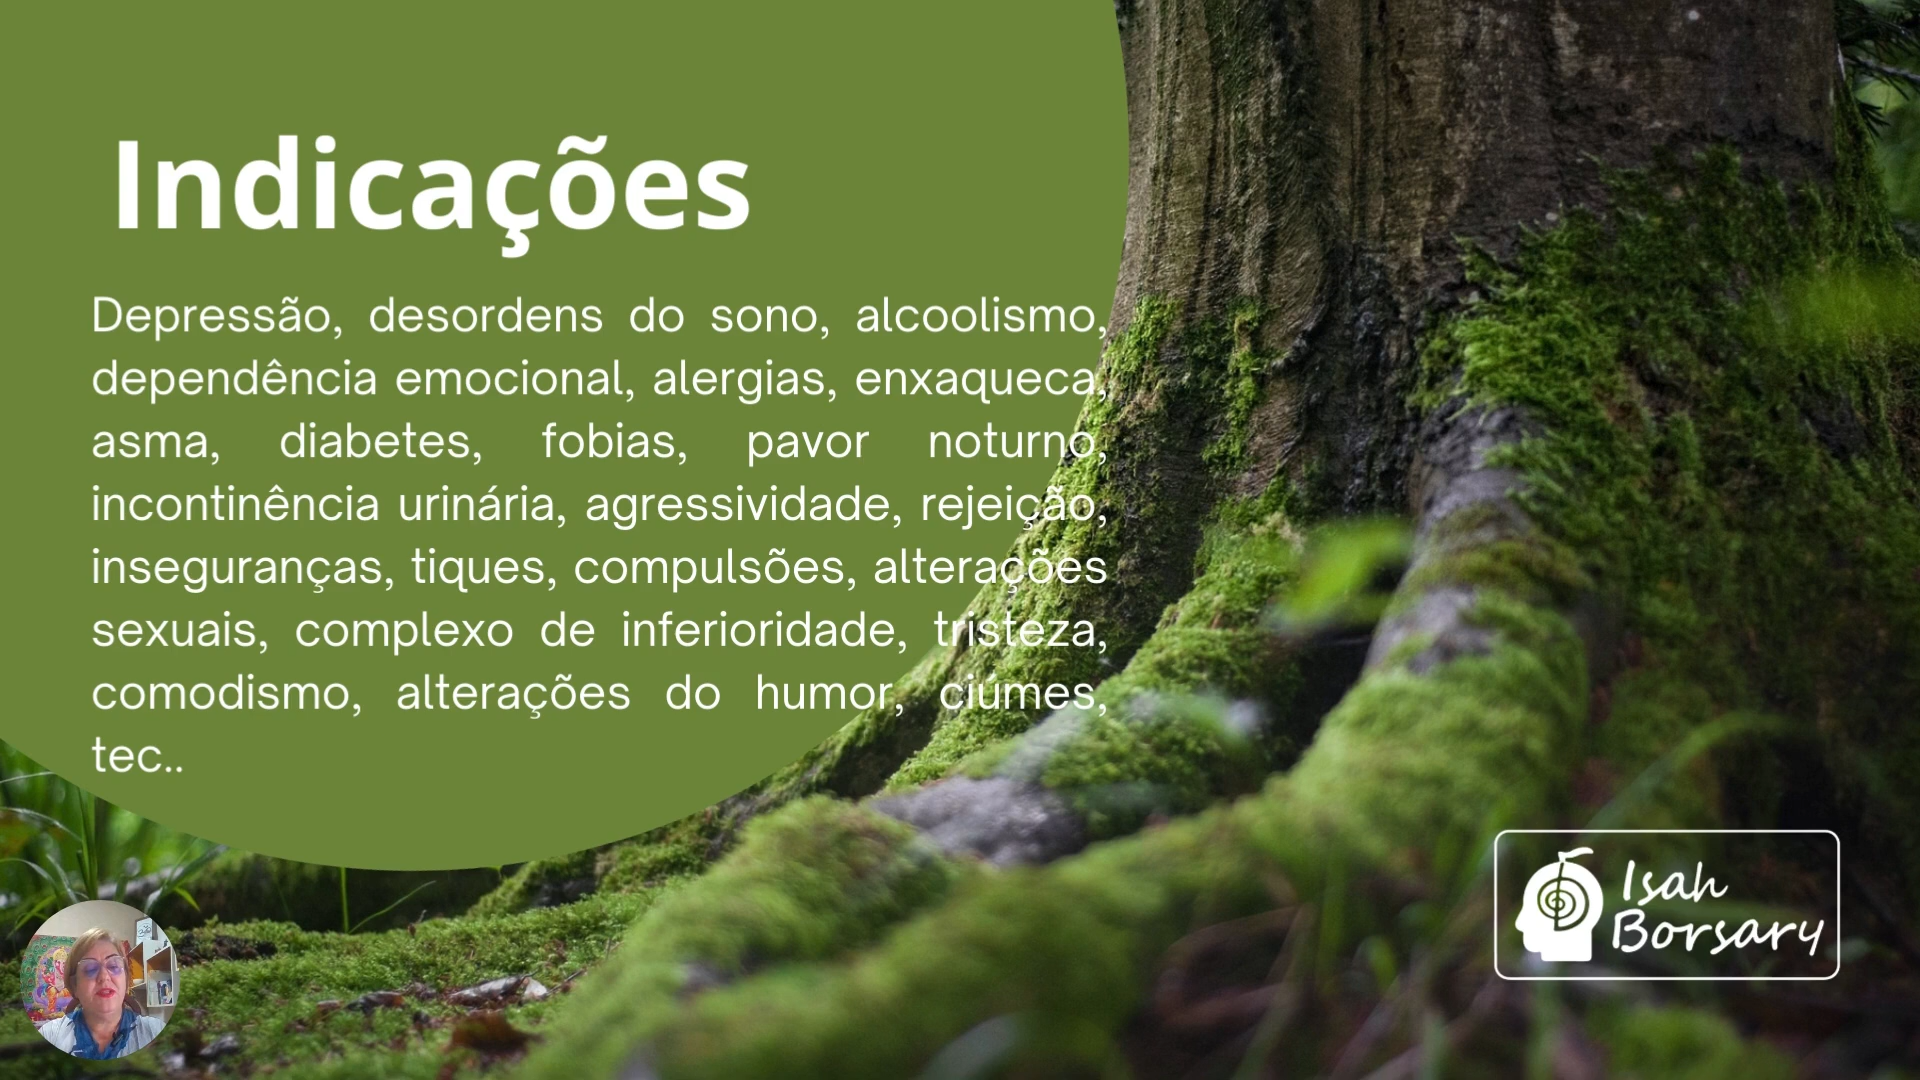 Indicações
Depressão, desordens do sono, alcoolismo,
dependência emocional, alergias, enxaqueca,
asma, diabetes, fobias, pavor noturno,
incontinência urinária, agressividade, rejeição,
inseguranças, tiques, compulsões, alterações
sexuais, complexo de inferioridade, tristeza,
comodismo, alterações do humor, ciúmes,
tec..
Isah
Borsary